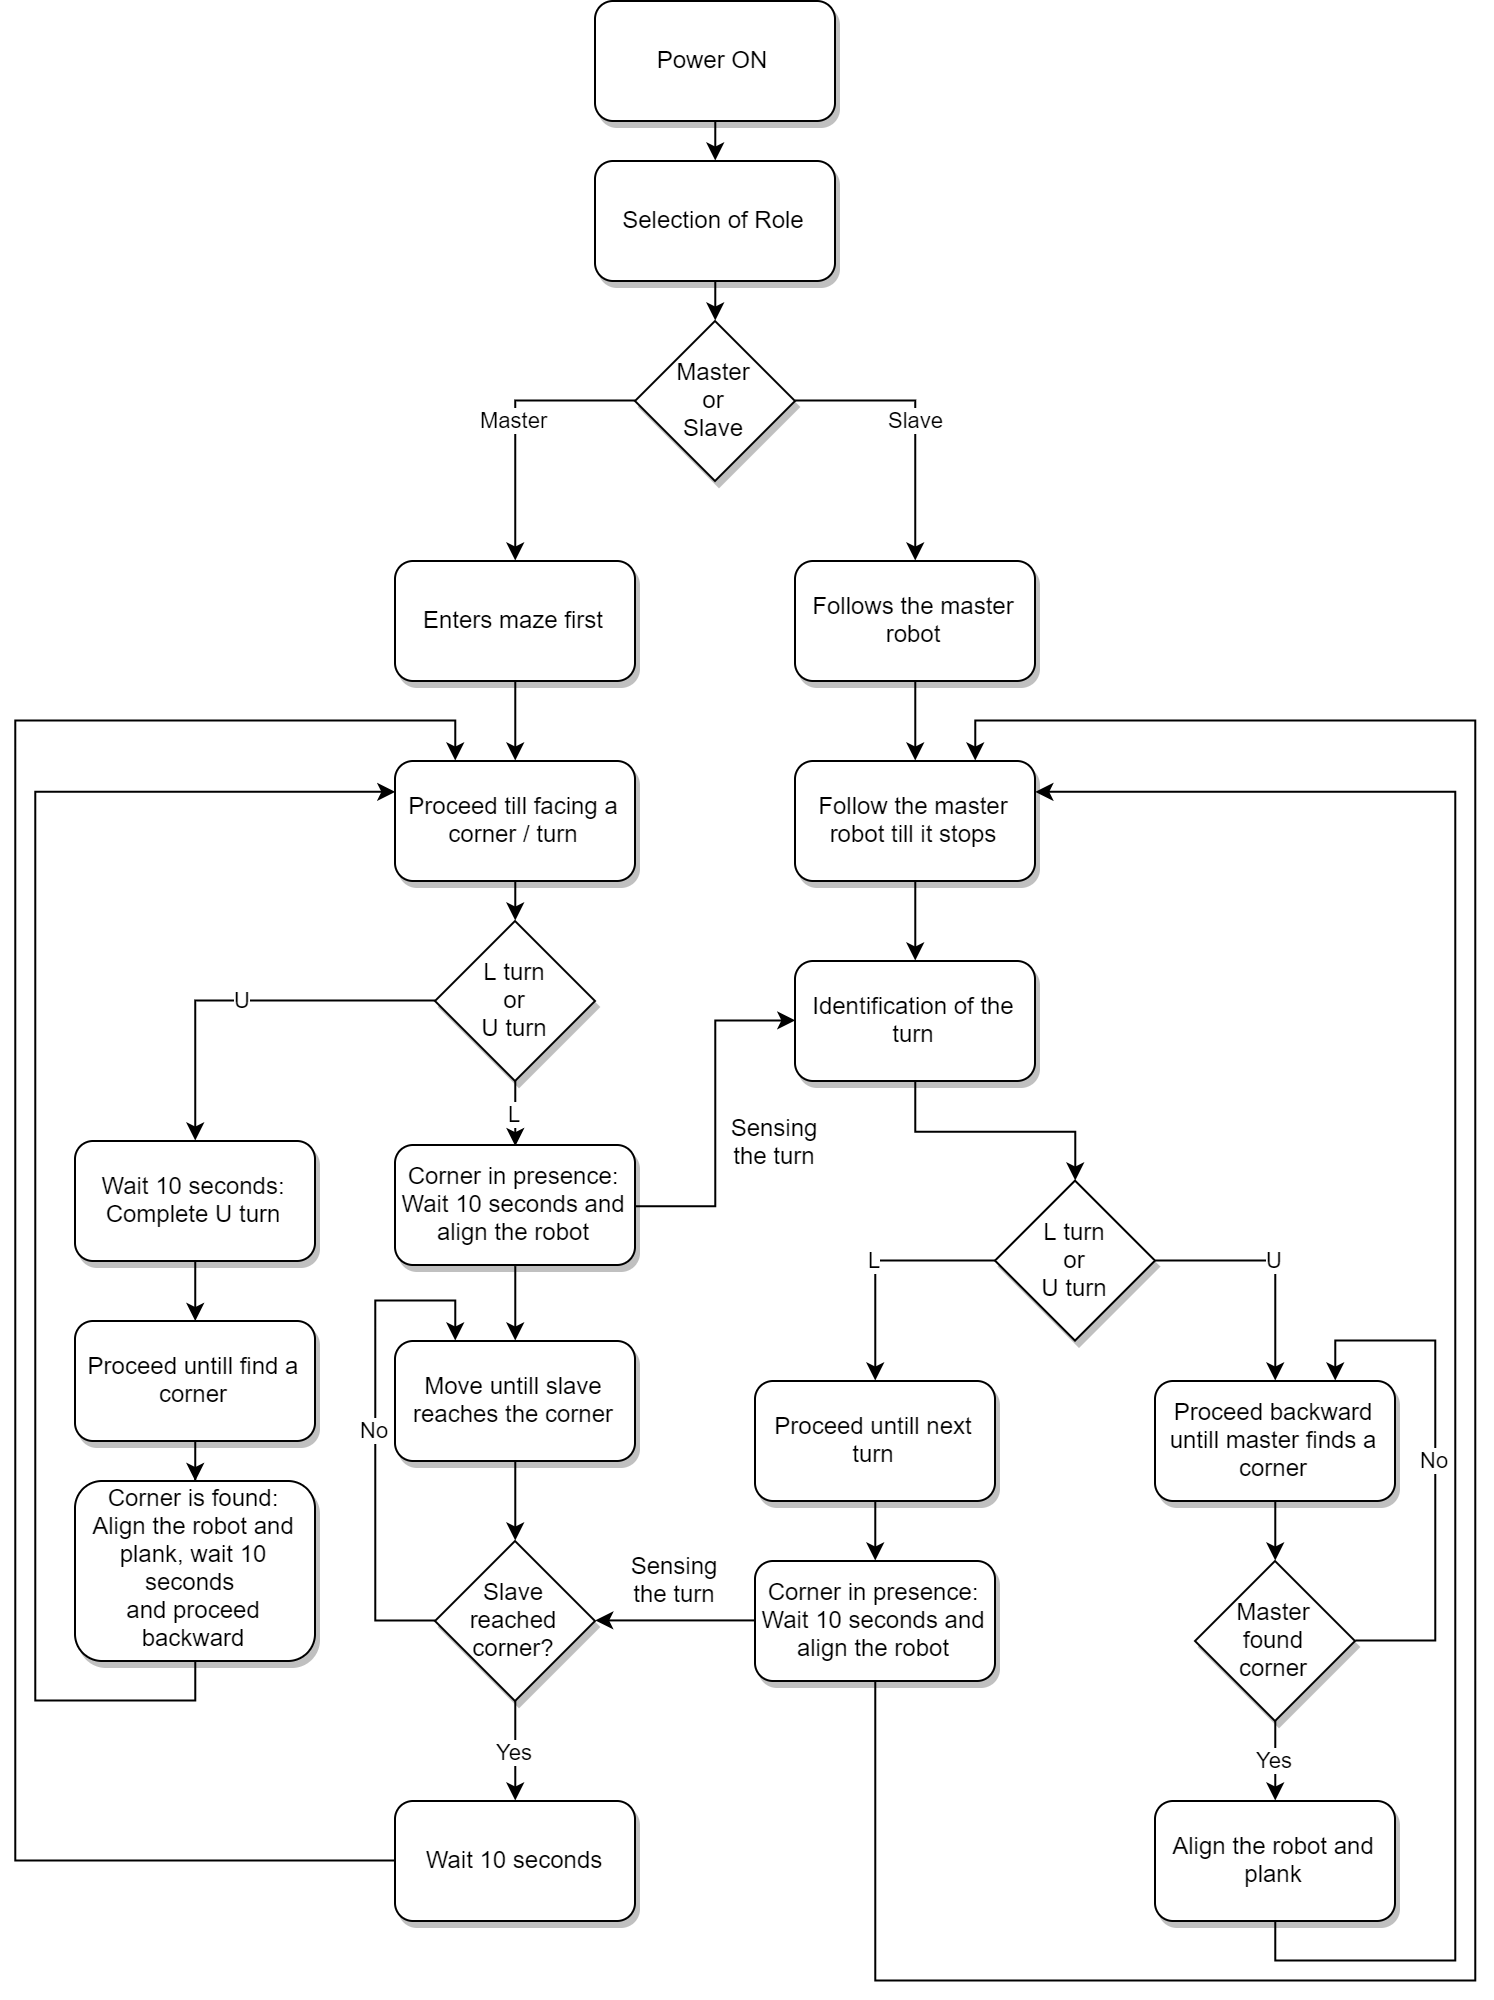 Power ON
Selection of Role
Master
or
Slave
Master
Slave
Enters maze first
Follows the master
robot
Proceed till facing a
corner / turn
Follow the master
robot till it stops
L turn
or
U turn
U
L
Identification of the
turn
Sensing
the turn
Wait 10 seconds:
Complete U turn
Corner in presence:
Wait 10 seconds and
align the robot
L turn
or
U turn
L
U
Proceed untill find a
corner
Move untill slave
reaches the corner
No
Proceed untill next
turn
Proceed backward
untill master finds a
corner
No
Corner is found:
Align the robot and
plank, wait 10
seconds
and proceed
backward
Slave
reached
corner?
Sensing
the turn
Corner in presence:
Wait 10 seconds and
align the robot
Master
found
corner
Yes
Yes
Wait 10 seconds
Align the robot and
plank